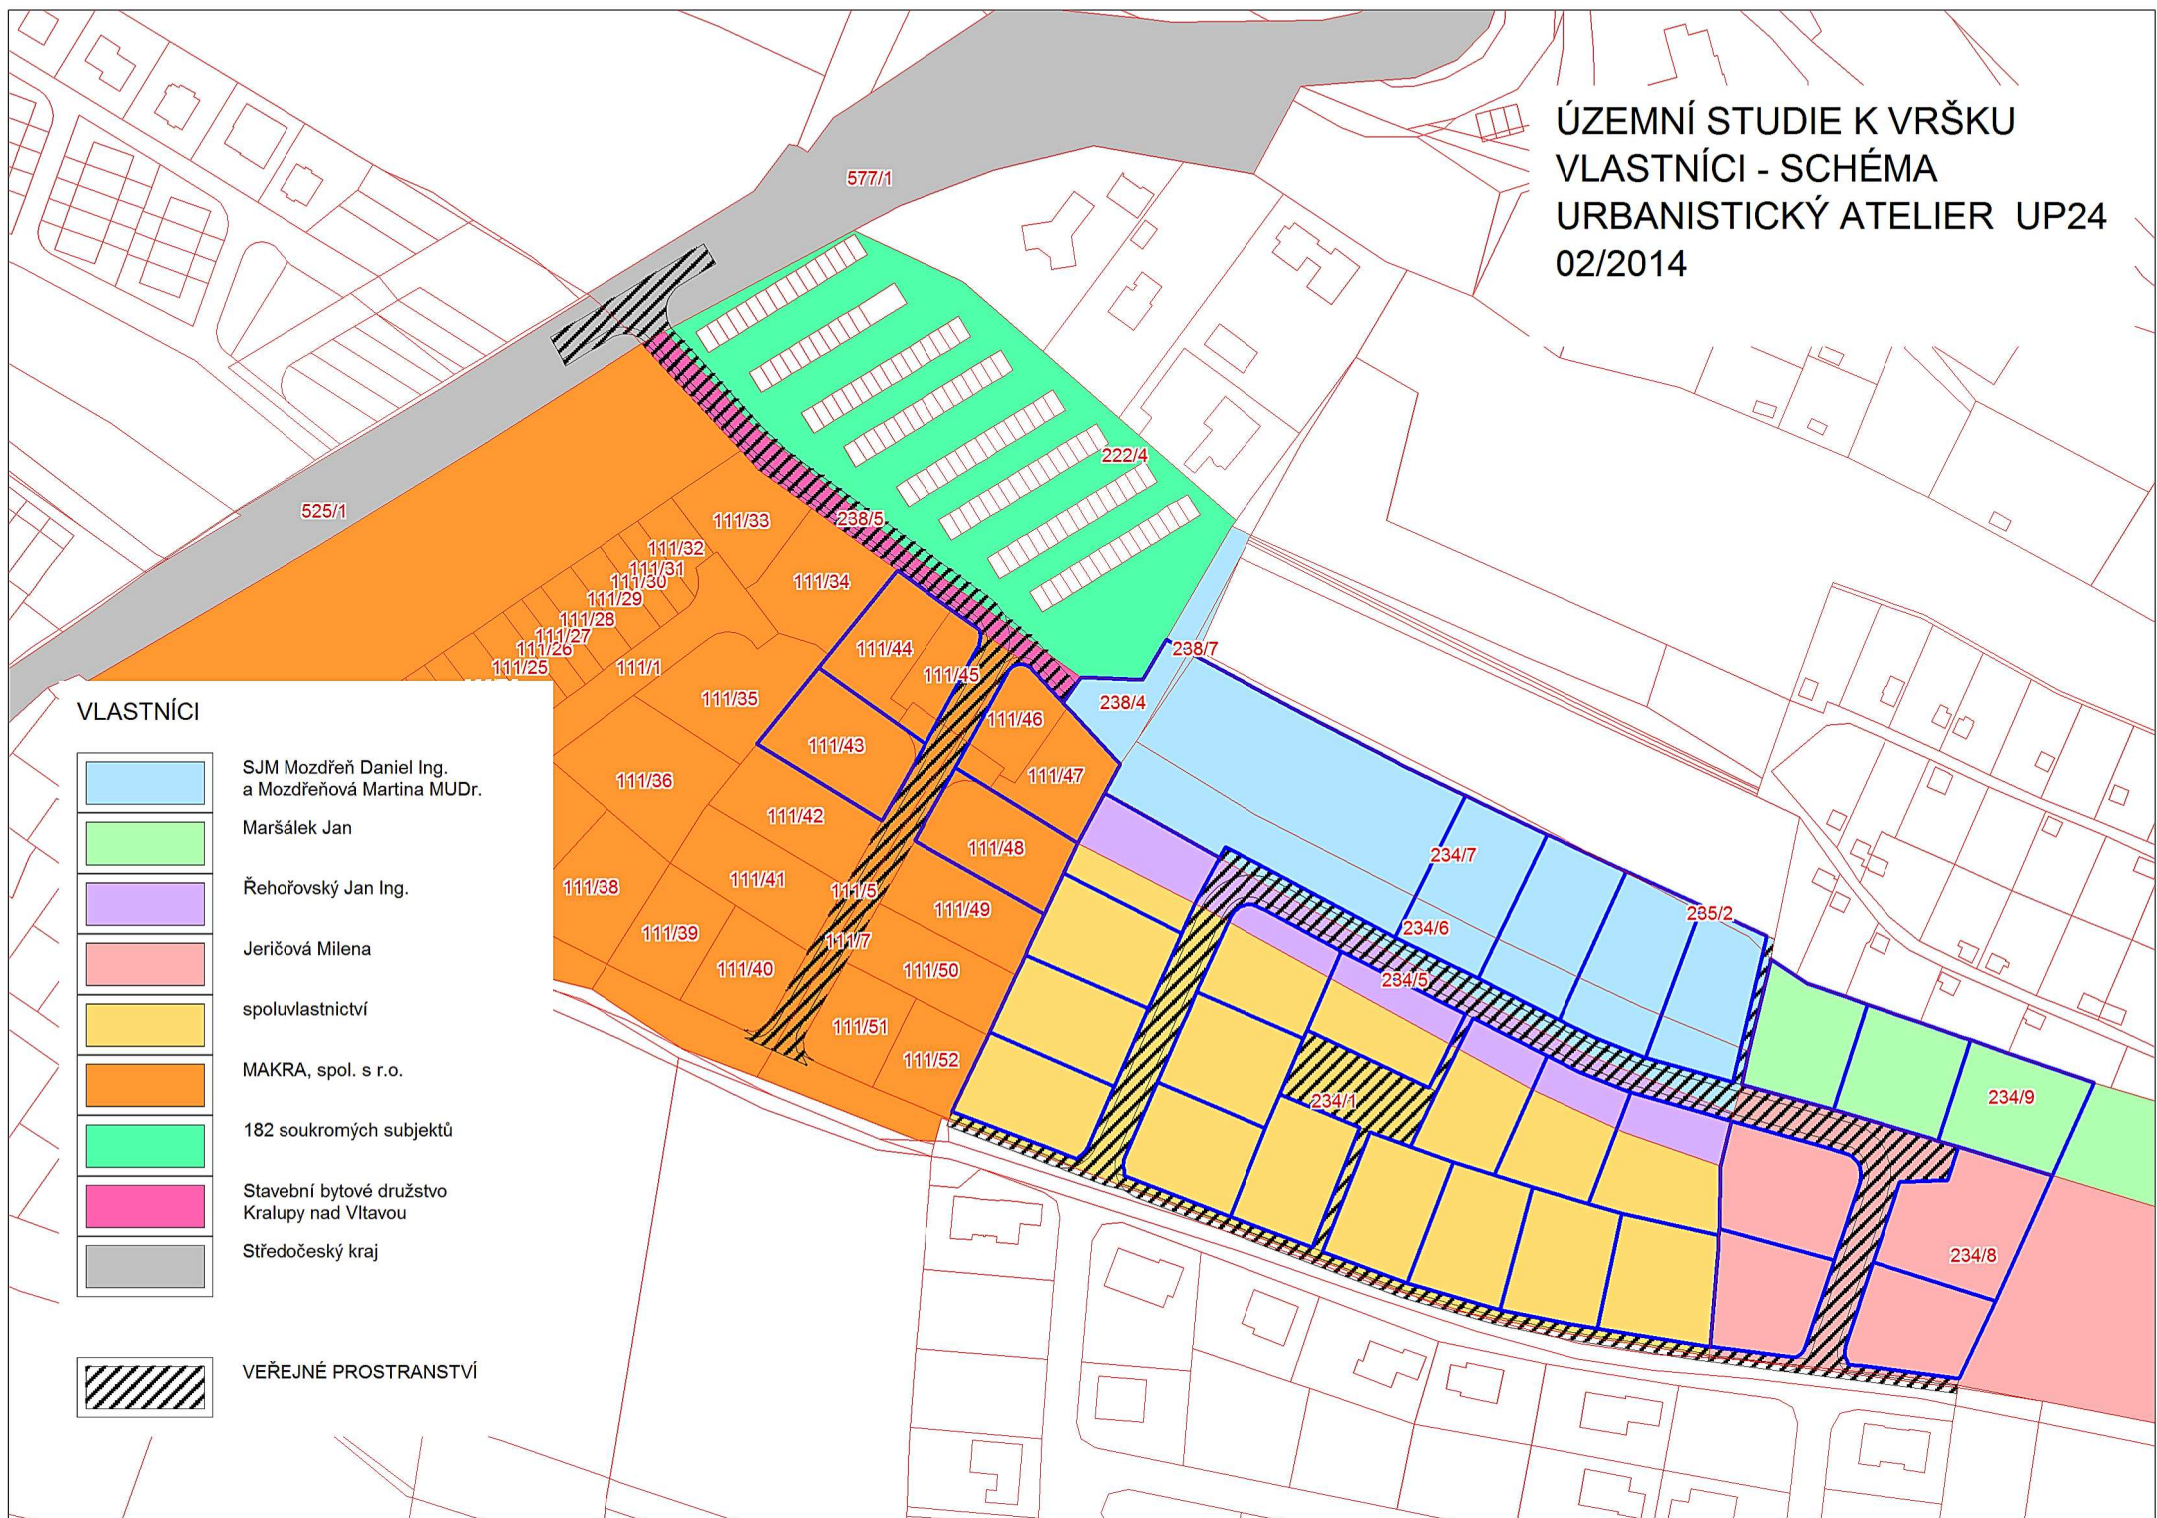 ÚZEMNÍ STUDIE K VRŠKU
VLASTNÍCI - SCHÉMA
URBANISTICKÝ ATELIER UP24
02/2014
577/1
525/1
222/4
238/5
238/7
238/4
111/33
111/32
111/31
111/30
111/29
111/28
111/27
111/26
111/25
111/1
111/34
111/44
111/45
111/35
111/46
111/43
111/47
111/36
111/42
111/48
111/41
111/38
111/5
111/49
111/39
111/7
111/40
111/50
111/51
111/52
234/7
234/6
235/2
234/5
234/1
234/9
234/8
VLASTNÍCI
SJM Mozdřeň Daniel Ing.
a Mozdřeňová Martina MUDr.
Maršálek Jan
Řehořovský Jan Ing.
Jeričová Milena
spoluvlastnictví
MAKRA, spol. s r.o.
182 soukromých subjektů
Stavební bytové družstvo
Kralupy nad Vltavou
Středočeský kraj
VEŘEJNÉ PROSTRANSTVÍ